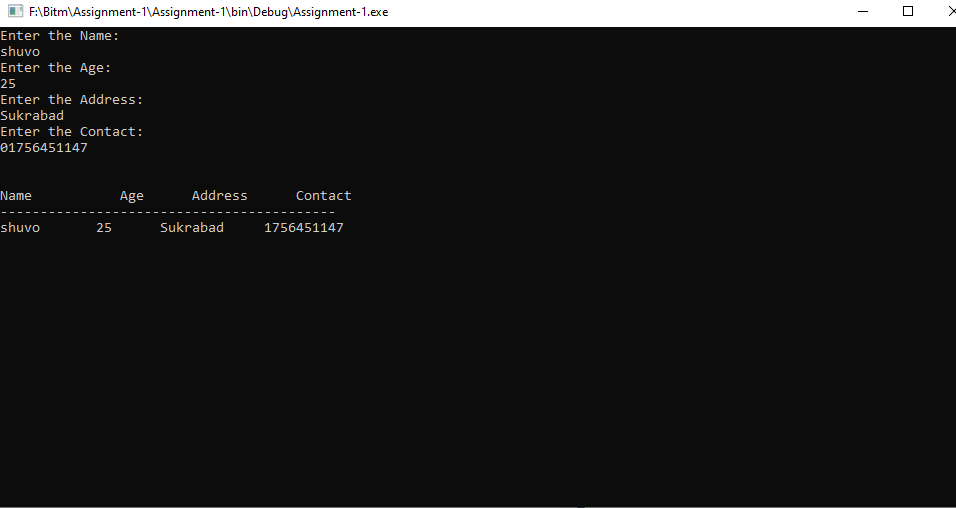 F:\Bitm\Assignment-1\Assignment-1\bin\Debug\Assignment-1.exe
Enter the Name:
shuvo
Enter the Age:
25
Enter the Address:
Sukrabad
Enter the Contact:
01756451147
Name           Age      Address      Contact
------------------------------------------
shuvo       25      Sukrabad     1756451147